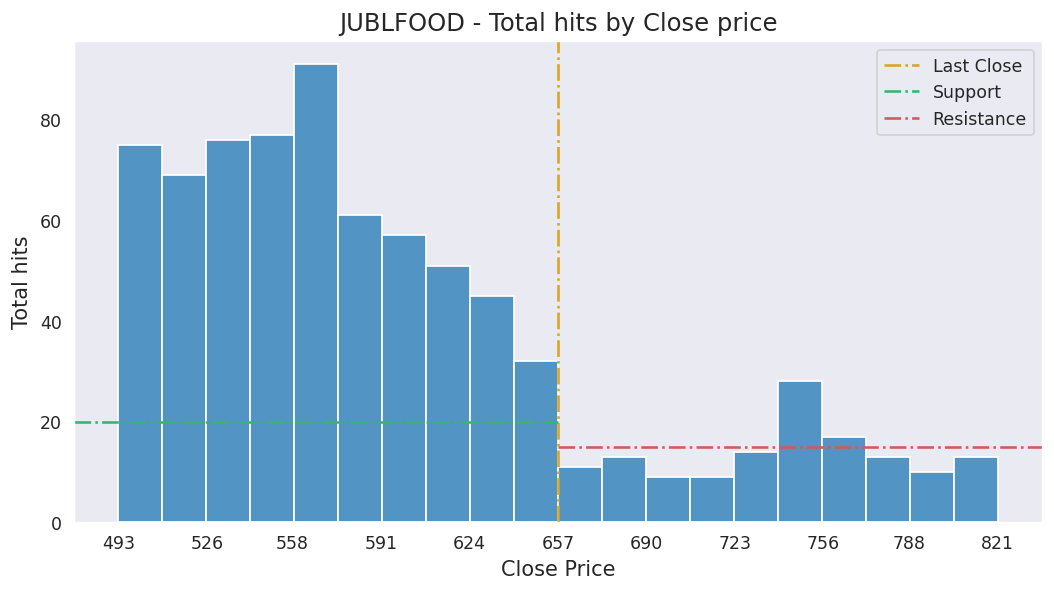 JUBLFOOD - Total hits by Close price
Last Close
Support
Resistance
Total hits
80
60
40
20
0
493 526 558 591 624 657 690 723 756 788 821
Close Price